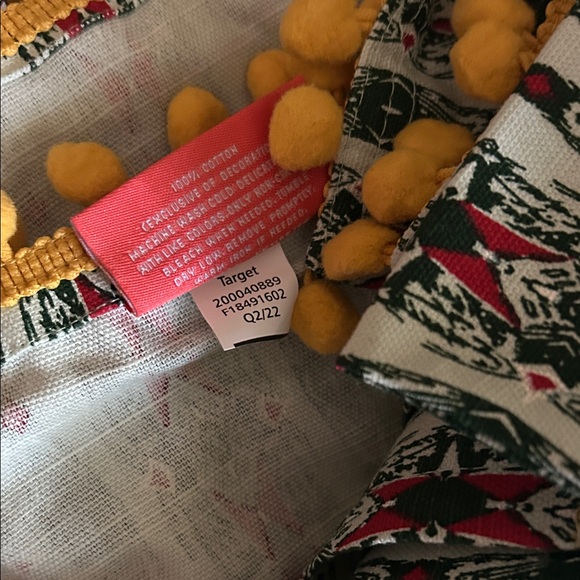 100% COTTON
(EXCLUSIVE OF DECORATION)
MACHINE WASH COLD, DELICATE
WITH LIKE COLORS. ONLY NON-
BLEACH WHEN NEEDED. TUMBLE
DRY LOW. REMOVE PROMPTLY.
WARM IRON IF NEEDED.
Target
200040889
F18491602
Q2/22